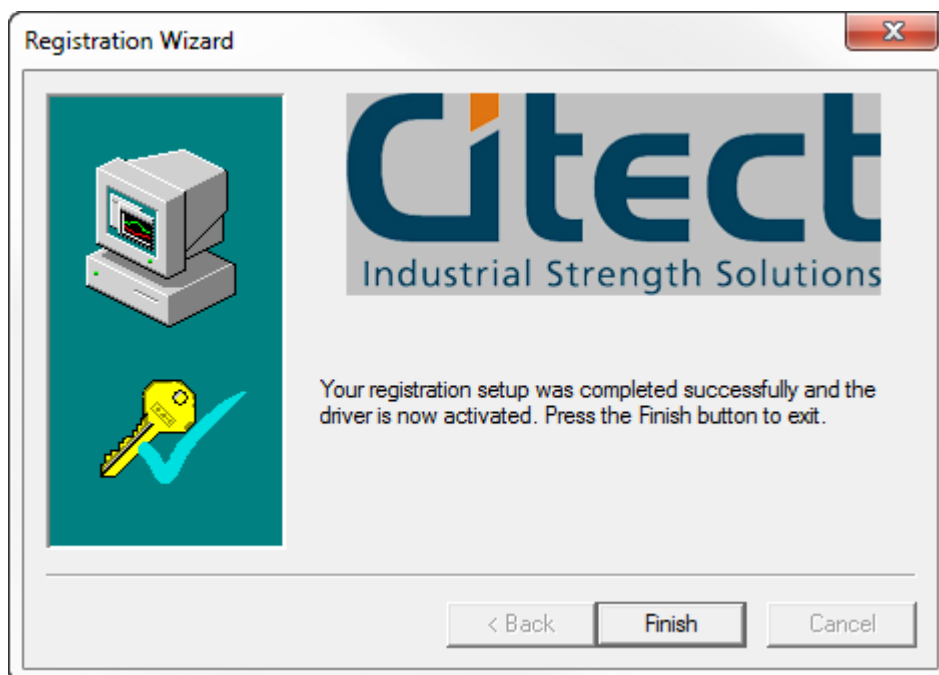 Registration Wizard
Citect
Industrial Strength Solutions
Your registration setup was completed successfully and the
driver is now activated. Press the Finish button to exit.
< Back Finish Cancel